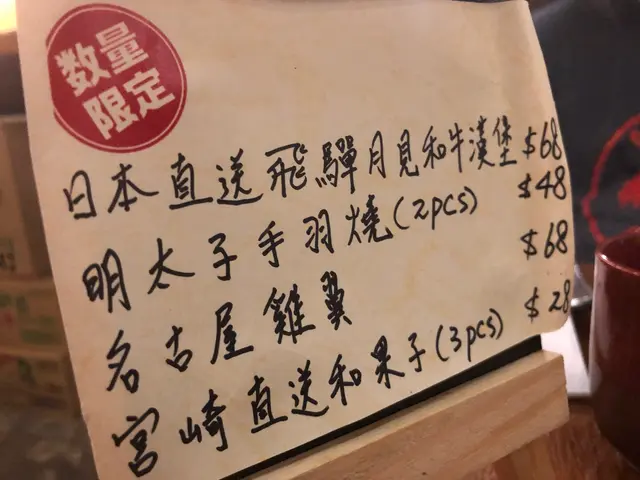 数量
限定
日本直送飛驒月見和牛漢堡 $68
明太子手羽燒(2pcs) $48
名古屋雞翼 $68
宮崎直送和果子(3pcs) $28